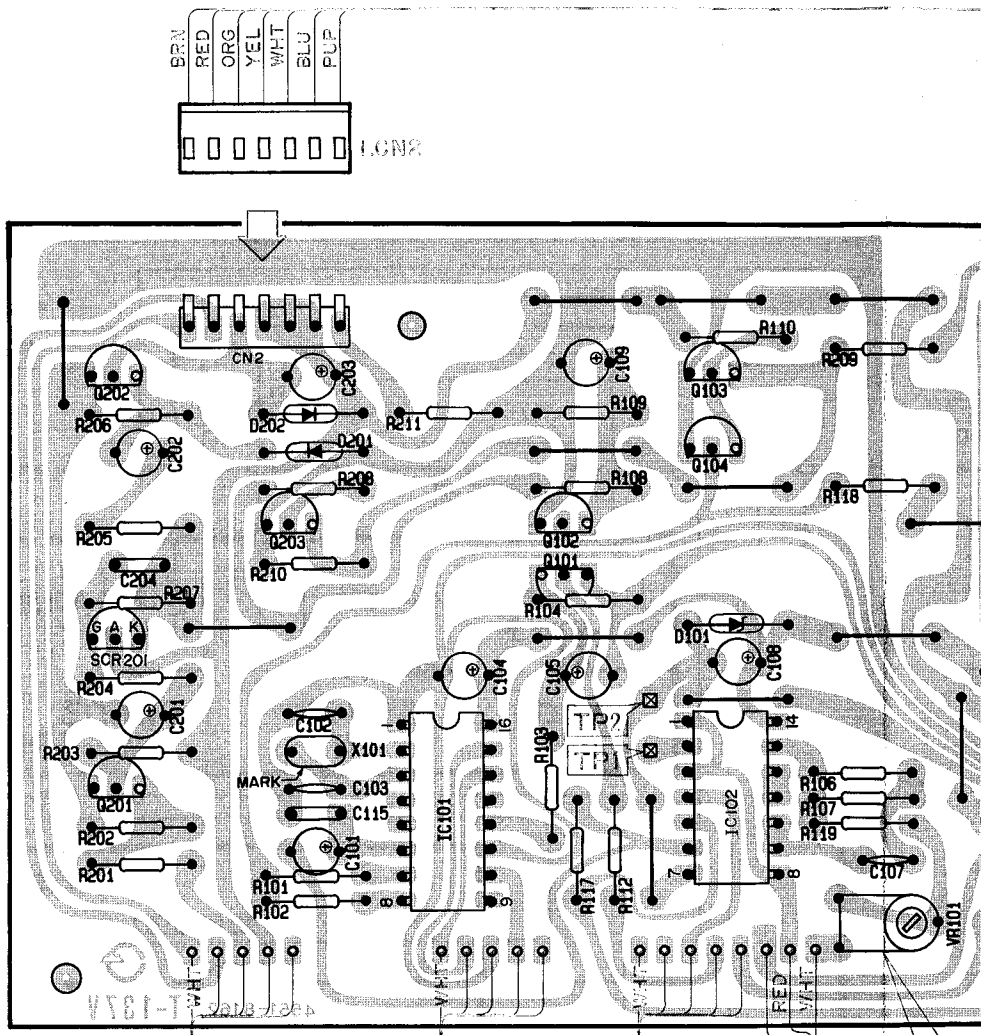 BRN
RED
ORG
YEL
WHT
BLU
PUP
CN2
Q202
R206
C202
C203
D202
D201
R208
R211
C109
R109
R108
R110
Q103
R209
Q104
R118
R205
Q203
R210
Q102
Q101
C204
R207
R104
G A K
SCR201
D101
R204
C104
C105
C108
C201
C102
1
16
TP2
1
14
R203
X101
R103
TP1
MARK
C103
R106
Q201
C115
IC101
IC102
R107
R202
R119
C101
R201
R101
R117
R112
7
8
C107
R102
8
9
VR101
WHT
WHT
WHT
RED
WHT
T-137V